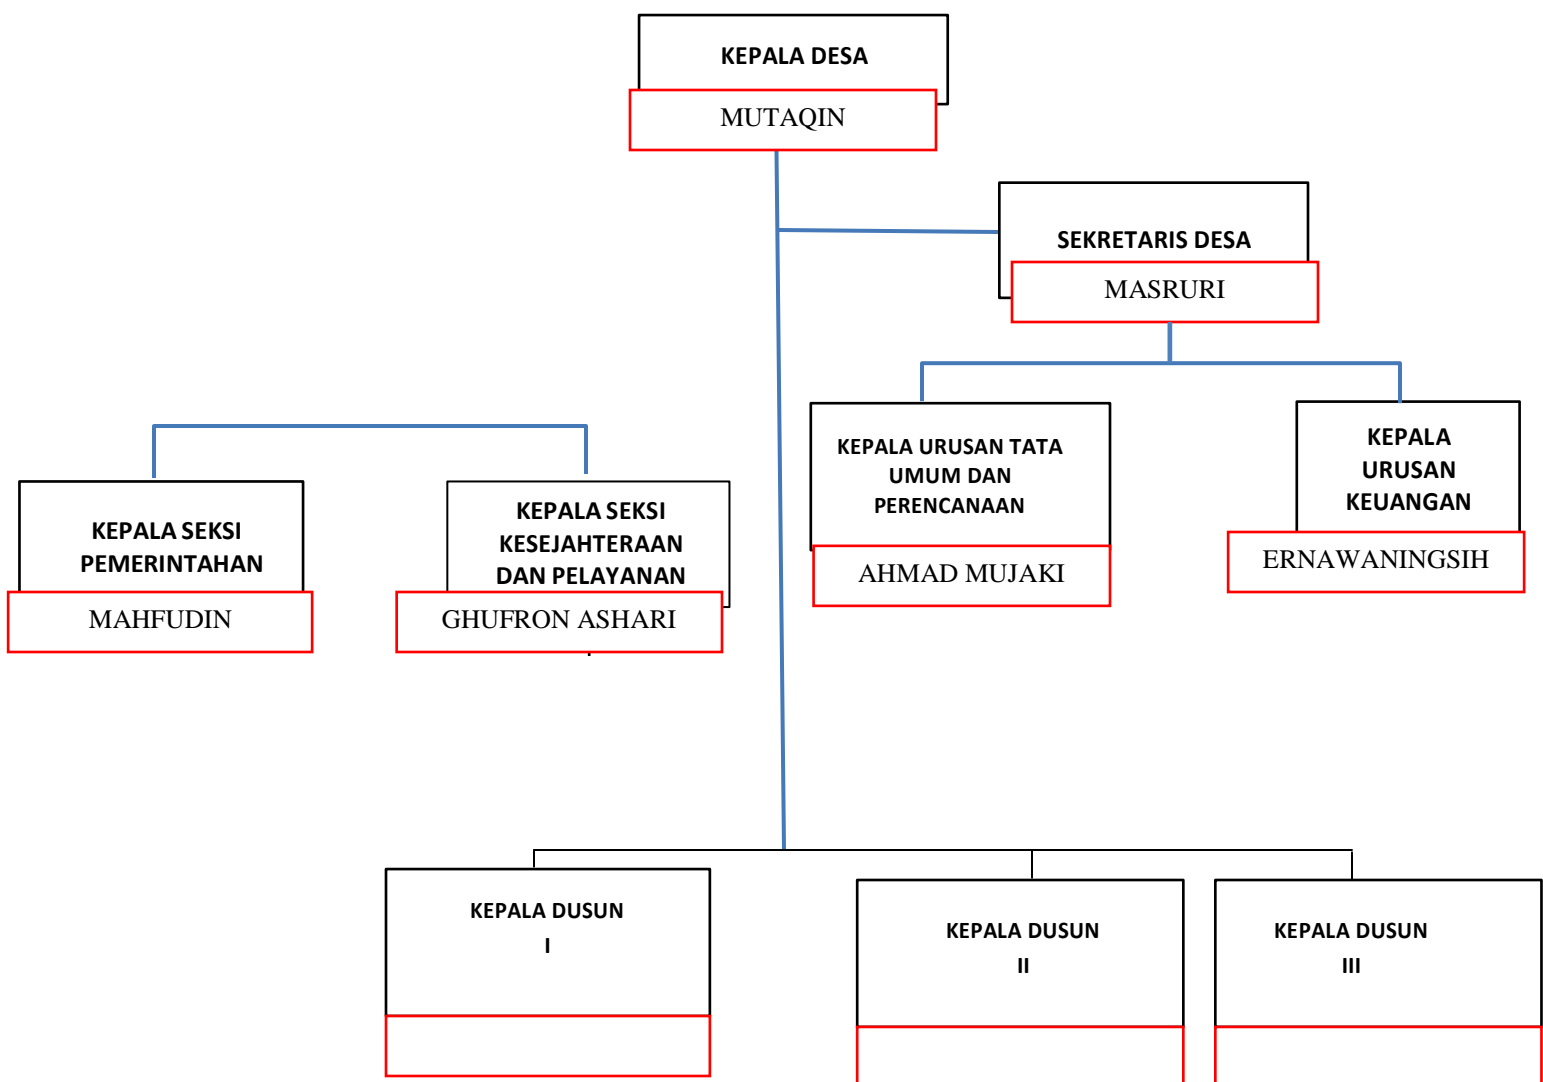 KEPALA DESA
MUTAQIN
SEKRETARIS DESA
MASRURI
KEPALA SEKSI
PEMERINTAHAN
MAHFUDIN
KEPALA SEKSI
KESEJAHTERAAN
DAN PELAYANAN
GHUFRON ASHARI
KEPALA URUSAN TATA
UMUM DAN
PERENCANAAN
AHMAD MUJAKI
KEPALA
URUSAN
KEUANGAN
ERNAWANINGSIH
KEPALA DUSUN
I
KEPALA DUSUN
II
KEPALA DUSUN
III